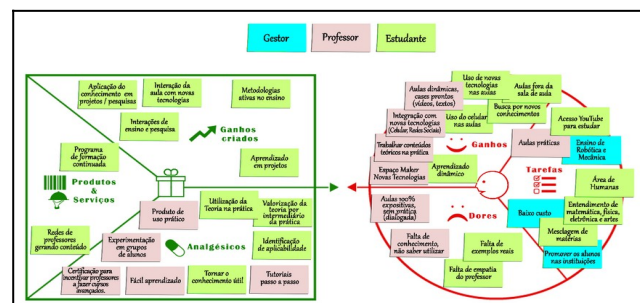 Gestor
Professor
Estudante
Aplicação do
conhecimento em
projetos / pesquisas
Interação da
aula com novas
tecnologias
Metodologias
ativas no ensino
Interações de
ensino e pesquisa
Ganhos
criados
Programa
de formação
continuada
Aprendizado
em projetos
Produtos
&
Serviços
Produto
de uso prático
Utilização da
Teoria na prática
Valorização da
teoria por
intermediário
da prática
Redes de
professores
gerando conteúdo
Experimentação
em grupos
de alunos
Analgésicos
Identificação
de aplicabilidade
Certificação para
incentivar professores
a fazer cursos
avançados.
Fácil aprendizado
Tornar o
conhecimento útil
Tutoriais
passo a passo
Aulas dinâmicas,
cases prontos
(vídeos, textos)
Uso de novas
tecnologias
nas aulas
Aulas fora da
sala de aula
Busca por novos
conhecimentos
Integração com
novas tecnologias
(Celular, Redes Sociais)
Uso do celular
nas aulas
Acesso YouTube
para estudar
Trabalhar conteúdos
teóricos na prática
Ganhos
Aulas práticas
Ensino de
Robótica e
Mecânica
Espaço Maker
Novas Tecnologias
Aprendizado
dinâmico
Tarefas
Área de
Humanas
Aulas 100%
expositivas,
sem prática
(dialogada)
Dores
Baixo custo
Entendimento de
matemática, física,
eletrônica e artes
Mesclagem de
matérias
Falta de
conhecimento,
não saber utilizar
Falta de
exemplos reais
Promover os alunos
nas instituições
Falta de empatia
do professor